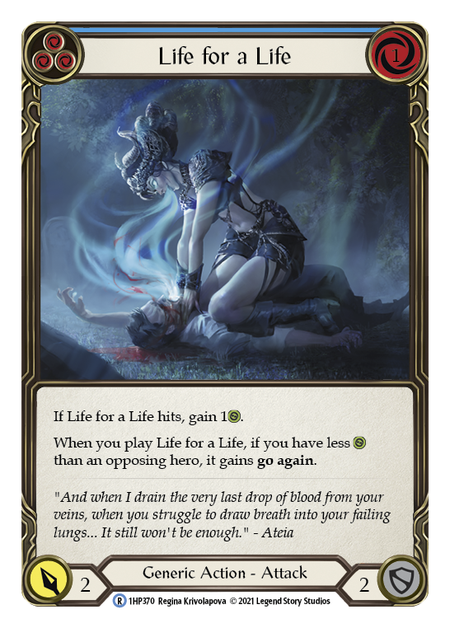 Life for a Life
1
If Life for a Life hits, gain 1.
When you play Life for a Life, if you have less
than an opposing hero, it gains go again.
"And when I drain the very last drop of blood from your
veins, when you struggle to draw breath into your failing
lungs... It still won't be enough." - Ateia
2
Generic Action - Attack
2
R 1HP370 Regina Krivolapova © 2021 Legend Story Studios